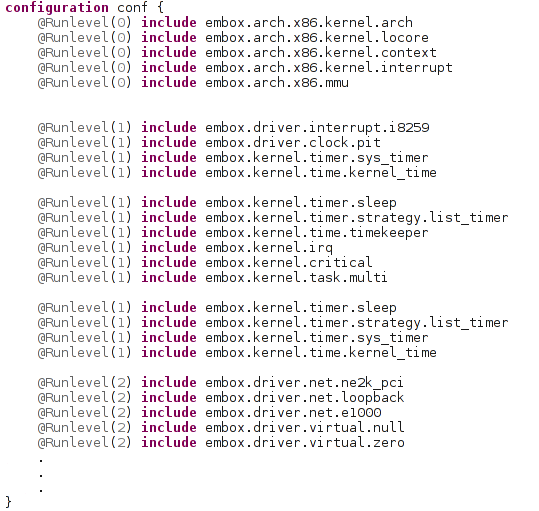 configuration conf {
@Runlevel(0) include embox.arch.x86.kernel.arch
@Runlevel(0) include embox.arch.x86.kernel.locore
@Runlevel(0) include embox.arch.x86.kernel.context
@Runlevel(0) include embox.arch.x86.kernel.interrupt
@Runlevel(0) include embox.arch.x86.mmu
@Runlevel(1) include embox.driver.interrupt.i8259
@Runlevel(1) include embox.driver.clock.pit
@Runlevel(1) include embox.kernel.timer.sys_timer
@Runlevel(1) include embox.kernel.time.kernel_time
@Runlevel(1) include embox.kernel.timer.sleep
@Runlevel(1) include embox.kernel.timer.strategy.list_timer
@Runlevel(1) include embox.kernel.time.timekeeper
@Runlevel(1) include embox.kernel.irq
@Runlevel(1) include embox.kernel.critical
@Runlevel(1) include embox.kernel.task.multi
@Runlevel(1) include embox.kernel.timer.sleep
@Runlevel(1) include embox.kernel.timer.strategy.list_timer
@Runlevel(1) include embox.kernel.timer.sys_timer
@Runlevel(1) include embox.kernel.time.kernel_time
@Runlevel(2) include embox.driver.net.ne2k_pci
@Runlevel(2) include embox.driver.net.loopback
@Runlevel(2) include embox.driver.net.e1000
@Runlevel(2) include embox.driver.virtual.null
@Runlevel(2) include embox.driver.virtual.zero
.
.
.
}